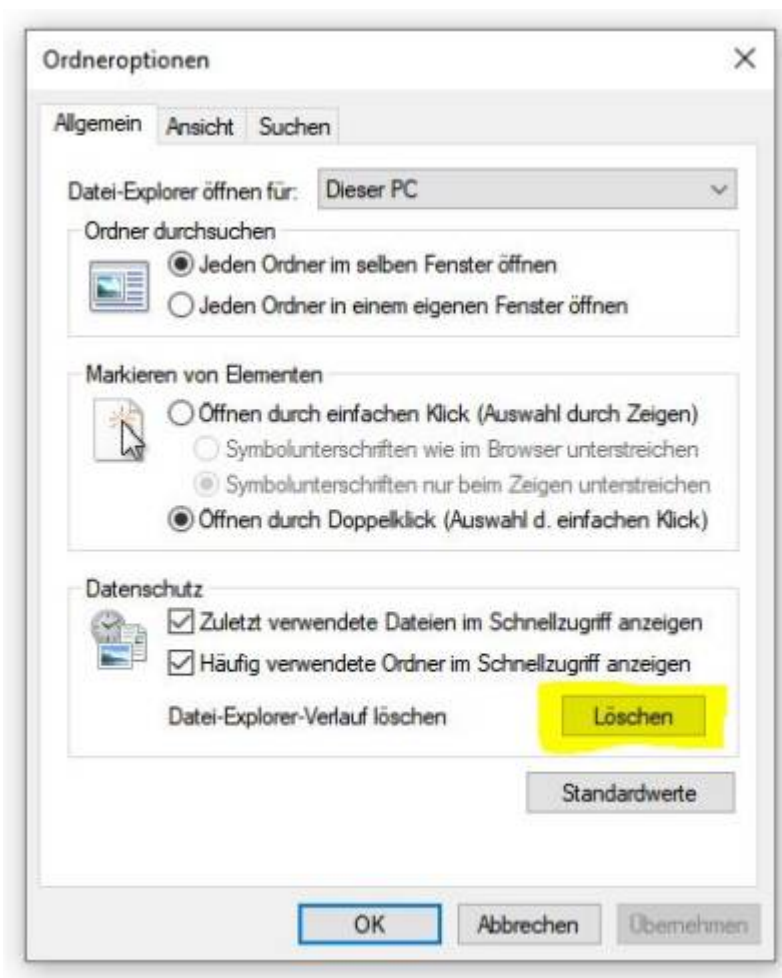 Ordneroptionen
Allgemein Ansicht Suchen
Datei-Explorer öffnen für: Dieser PC
Ordner durchsuchen
Jeden Ordner im selben Fenster öffnen
Jeden Ordner in einem eigenen Fenster öffnen
Markieren von Elementen
Öffnen durch einfachen Klick (Auswahl durch Zeigen)
Symbolunterschriften wie im Browser unterstreichen
Symbolunterschriften nur beim Zeigen unterstreichen
Öffnen durch Doppelklick (Auswahl d. einfachen Klick)
Datenschutz
Zuletzt verwendete Dateien im Schnellzugriff anzeigen
Häufig verwendete Ordner im Schnellzugriff anzeigen
Datei-Explorer-Verlauf löschen Löschen
Standardwerte
OK Abbrechen Übernehmen